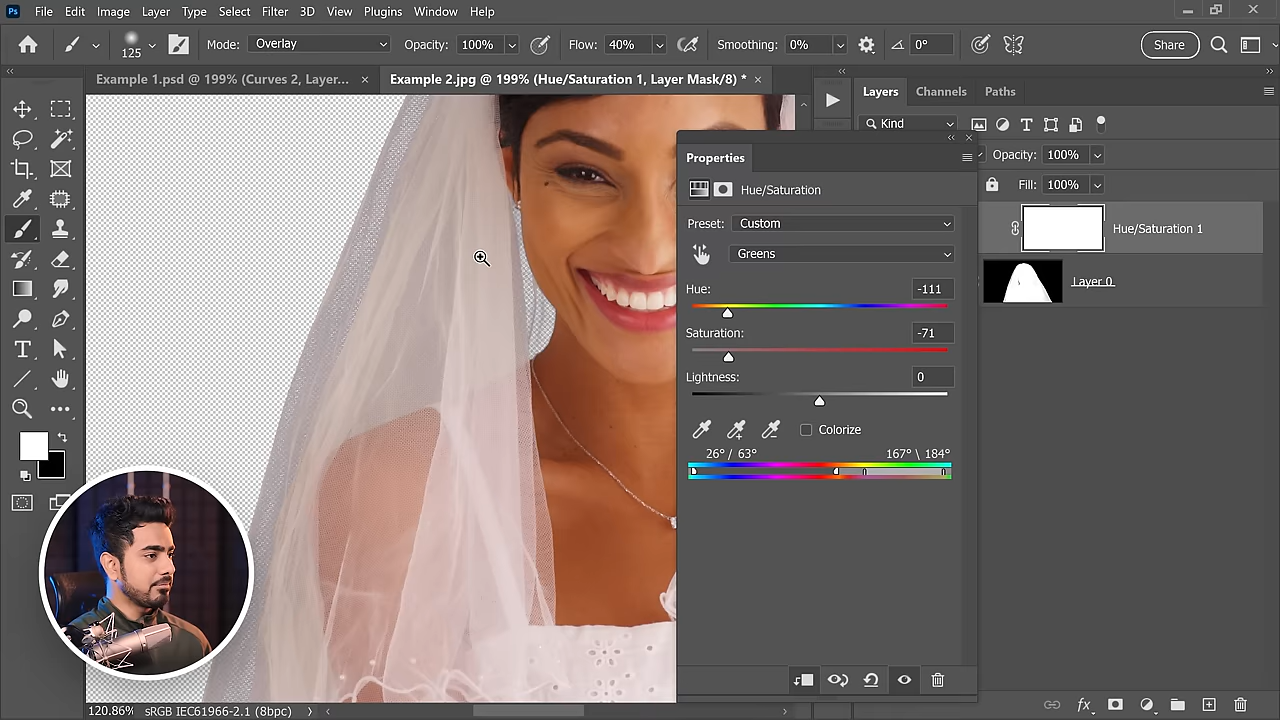 Ps File Edit Image Layer Type Select Filter 3D View Plugins Window Help
125 Mode: Overlay Opacity: 100% Flow: 40% Smoothing: 0% 0° Share
Example 1.psd @ 199% (Curves 2, Layer... × Example 2.jpg @ 199% (Hue/Saturation 1, Layer Mask/8) * ×
Layers Channels Paths
Kind
Opacity: 100%
Fill: 100%
Hue/Saturation 1
Layer 0
Properties
Hue/Saturation
Preset: Custom
Greens
Hue: -111
Saturation: -71
Lightness: 0
Colorize
26° / 63° 167° \ 184°
120.86% sRGB IEC61966-2.1 (8bpc)
fx